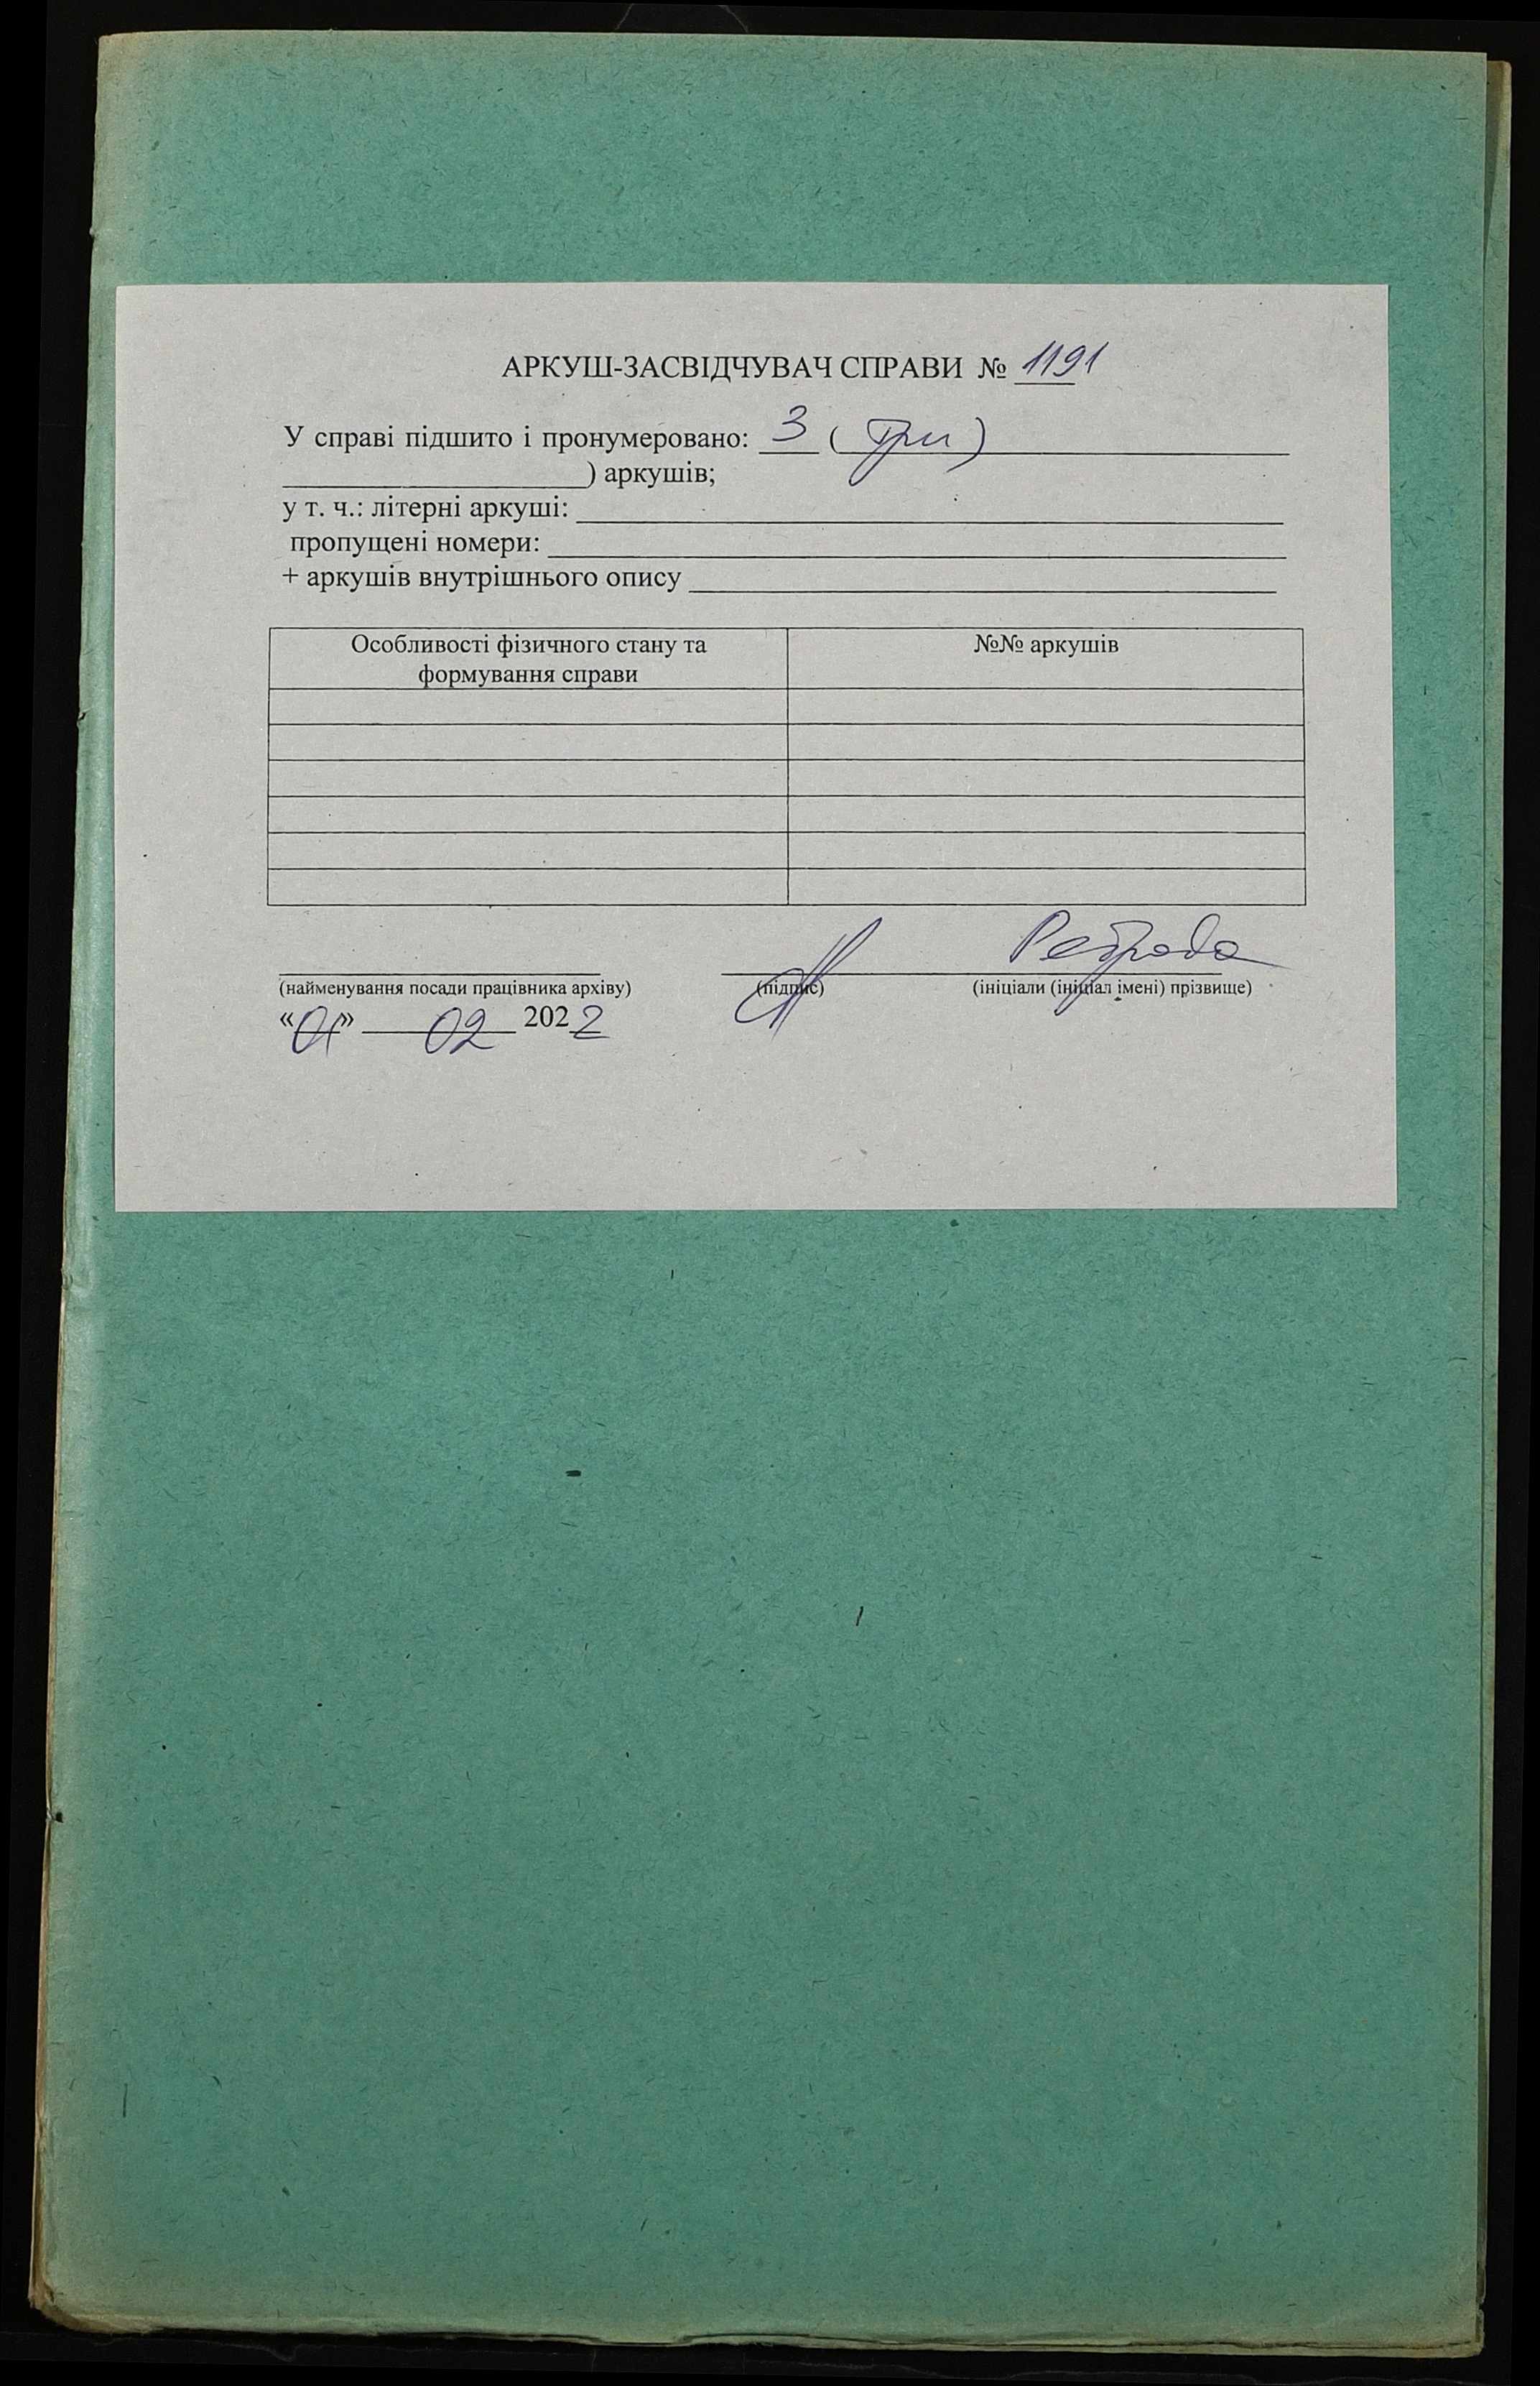 АРКУШ-ЗАСВІДЧУВАЧ СПРАВИ № 1191
У справі підшито і пронумеровано: 3 ( три )
) аркушів;
у т. ч.: літерні аркуші:
пропущені номери:
+ аркушів внутрішнього опису
Особливості фізичного стану та формування справи
№№ аркушів
(найменування посади працівника архіву) (підпис) (ініціали (ініціал імені) прізвище)
«01» 02 2022